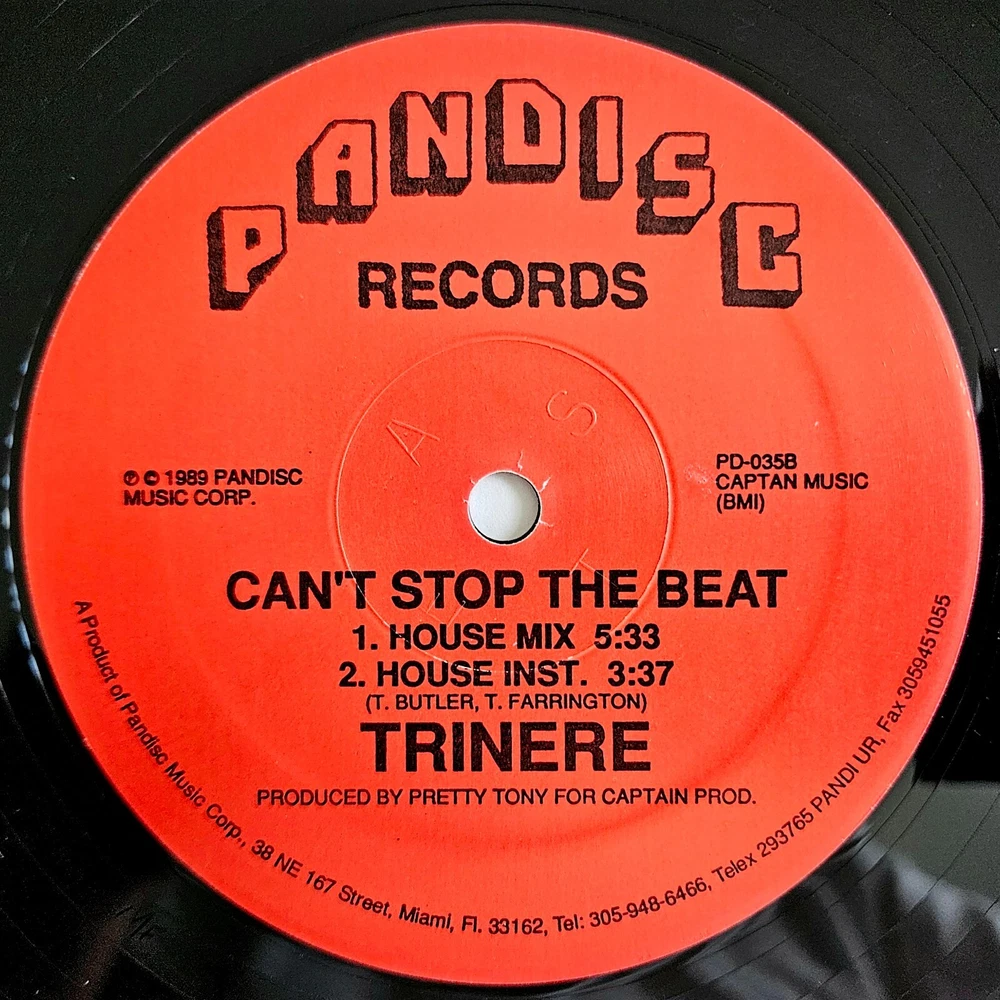 PANDISC
RECORDS
A S
℗ © 1989 PANDISC
MUSIC CORP.
PD-035B
CAPTAN MUSIC
(BMI)
CAN'T STOP THE BEAT
1. HOUSE MIX 5:33
2. HOUSE INST. 3:37
(T. BUTLER, T. FARRINGTON)
TRINERE
PRODUCED BY PRETTY TONY FOR CAPTAIN PROD.
A Product of Pandisc Music Corp., 38 NE 167 Street, Miami, Fl. 33162, Tel: 305-948-6466, Telex 293765 PANDI UR, Fax 3059451055